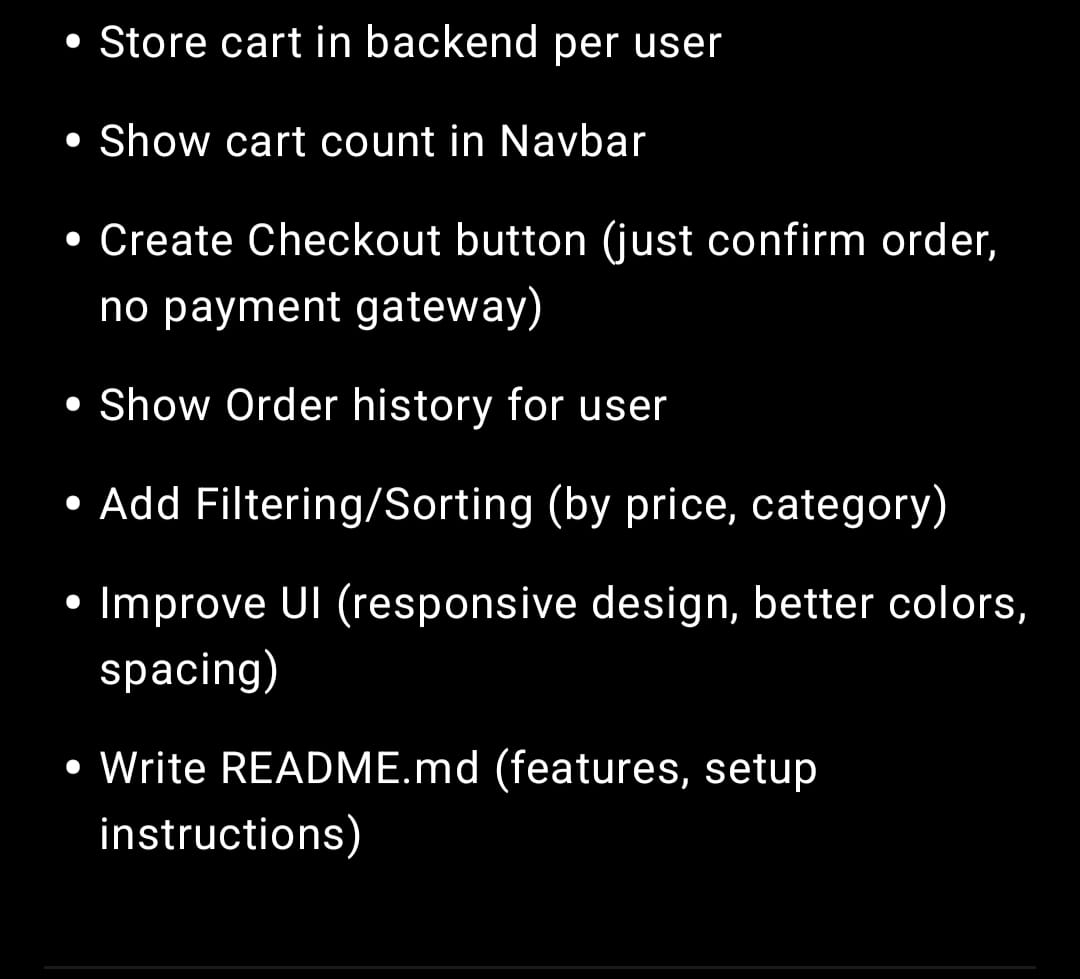 • Store cart in backend per user
• Show cart count in Navbar
• Create Checkout button (just confirm order,
no payment gateway)
• Show Order history for user
• Add Filtering/Sorting (by price, category)
• Improve UI (responsive design, better colors,
spacing)
• Write README.md (features, setup
instructions)